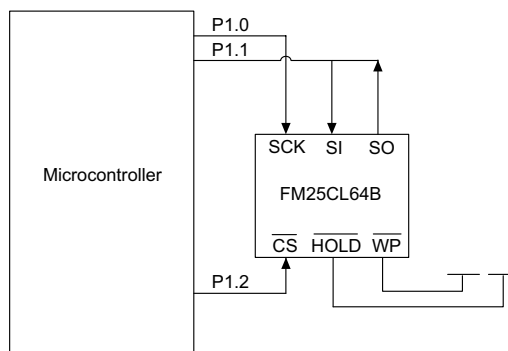 P1.0
P1.1
SCK SI SO
Microcontroller
FM25CL64B
CS HOLD WP
P1.2